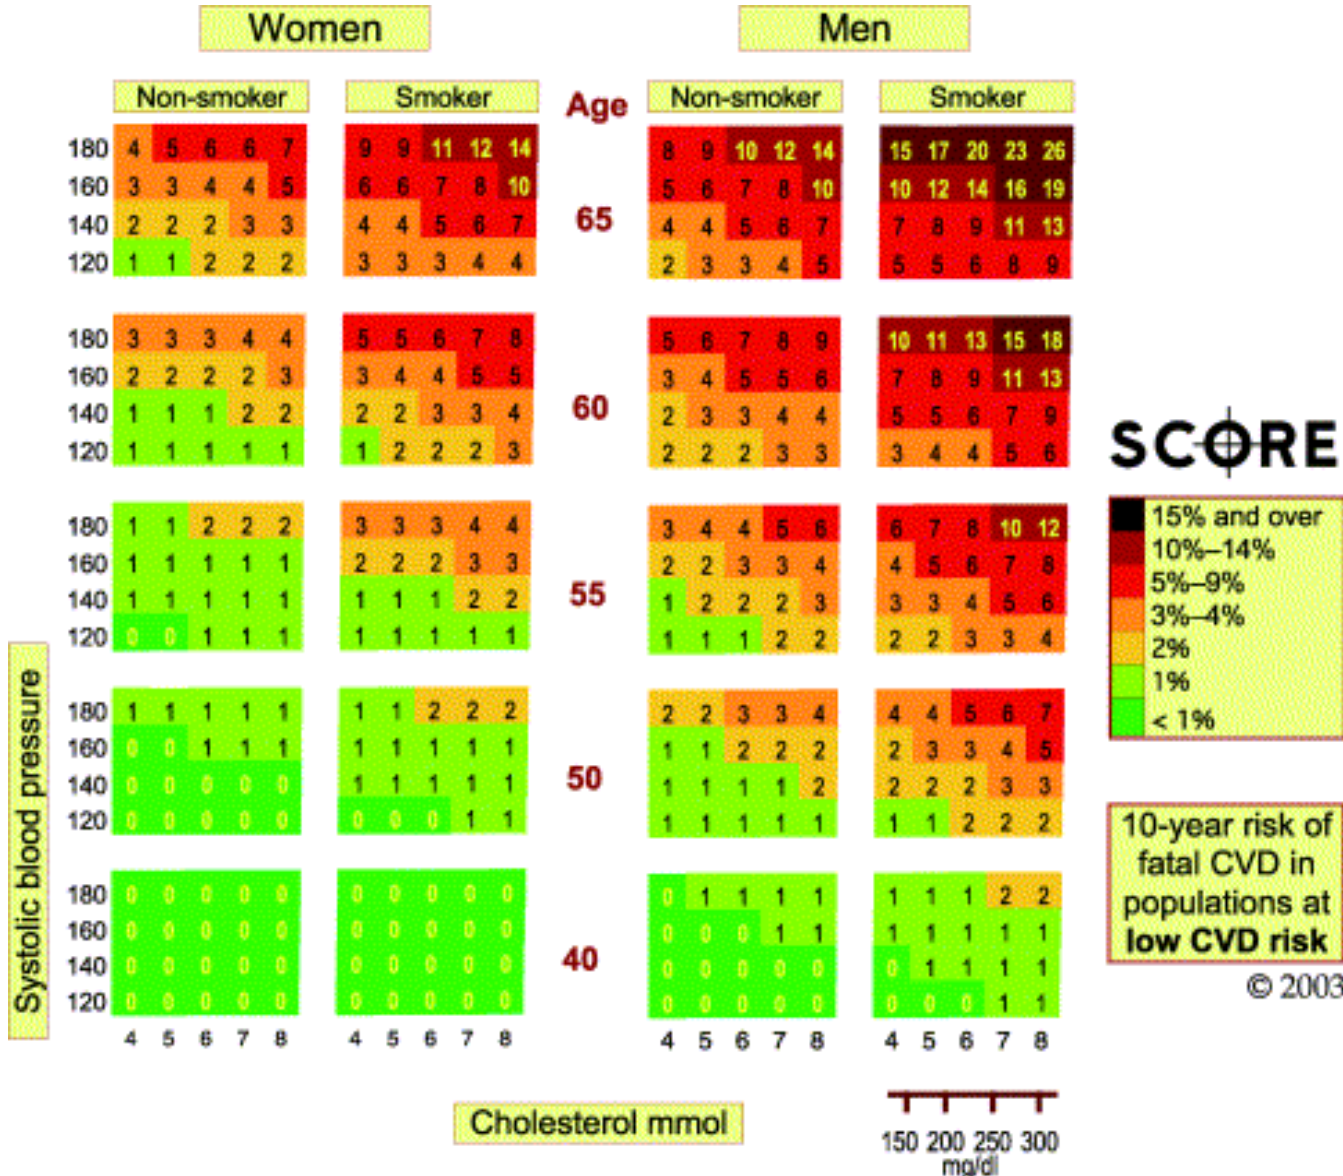 Women Men
Non-smoker Smoker Age Non-smoker Smoker
180 4 5 6 6 7 9 9 11 12 14 8 9 10 12 14 15 17 20 23 26
160 3 3 4 4 5 6 6 7 8 10 5 6 7 8 10 10 12 14 16 19
65
140 2 2 2 3 3 4 4 5 6 7 4 4 5 6 7 7 8 9 11 13
120 1 1 2 2 2 3 3 3 4 4 2 3 3 4 5 5 5 6 8 9
180 3 3 3 4 4 5 5 6 7 8 5 6 7 8 9 10 11 13 15 18
160 2 2 2 2 3 3 4 4 5 5 3 4 5 5 6 7 8 9 11 13
60
140 1 1 1 2 2 2 2 3 3 4 2 3 3 4 4 5 5 6 7 9
120 1 1 1 1 1 1 2 2 2 3 2 2 2 3 3 3 4 4 5 6
180 1 1 2 2 2 3 3 3 4 4 3 4 4 5 6 6 7 8 10 12
160 1 1 1 1 1 2 2 2 3 3 2 2 3 3 4 4 5 6 7 8
55
140 1 1 1 1 1 1 1 1 2 2 1 2 2 2 3 3 3 4 5 6
120 0 0 1 1 1 1 1 1 1 1 1 1 1 2 2 2 2 3 3 4
180 1 1 1 1 1 1 1 2 2 2 2 2 3 3 4 4 4 5 6 7
160 0 0 1 1 1 1 1 1 1 1 1 1 2 2 2 2 3 3 4 5
50
140 0 0 0 0 0 1 1 1 1 1 1 1 1 1 2 2 2 2 3 3
120 0 0 0 0 0 0 0 0 1 1 1 1 1 1 1 1 1 2 2 2
180 0 0 0 0 0 0 0 0 0 0 0 1 1 1 1 1 1 1 2 2
160 0 0 0 0 0 0 0 0 0 0 0 0 0 1 1 1 1 1 1 1
40
140 0 0 0 0 0 0 0 0 0 0 0 0 0 0 0 0 1 1 1 1
120 0 0 0 0 0 0 0 0 0 0 0 0 0 0 0 0 0 0 1 1
4 5 6 7 8 4 5 6 7 8 4 5 6 7 8 4 5 6 7 8
Systolic blood pressure
Cholesterol mmol
150 200 250 300
mg/dl
SCORE
15% and over
10%–14%
5%–9%
3%–4%
2%
1%
< 1%
10-year risk of
fatal CVD in
populations at
low CVD risk
© 2003